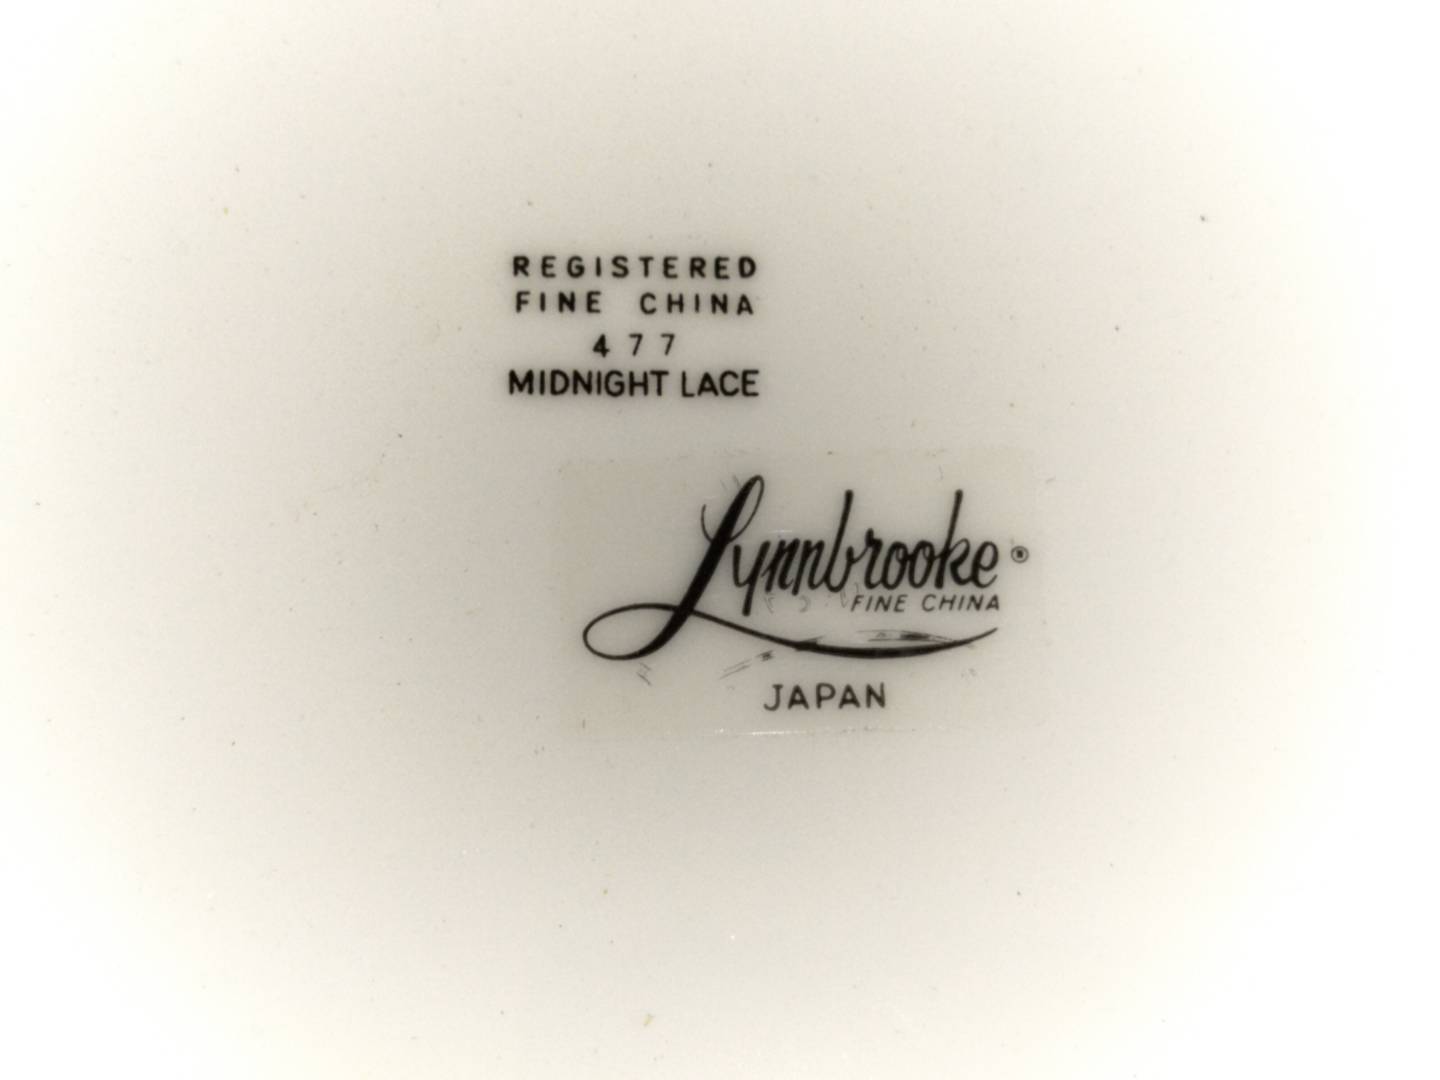 REGISTERED
FINE CHINA
477
MIDNIGHT LACE
Lynnbrooke®
FINE CHINA
JAPAN